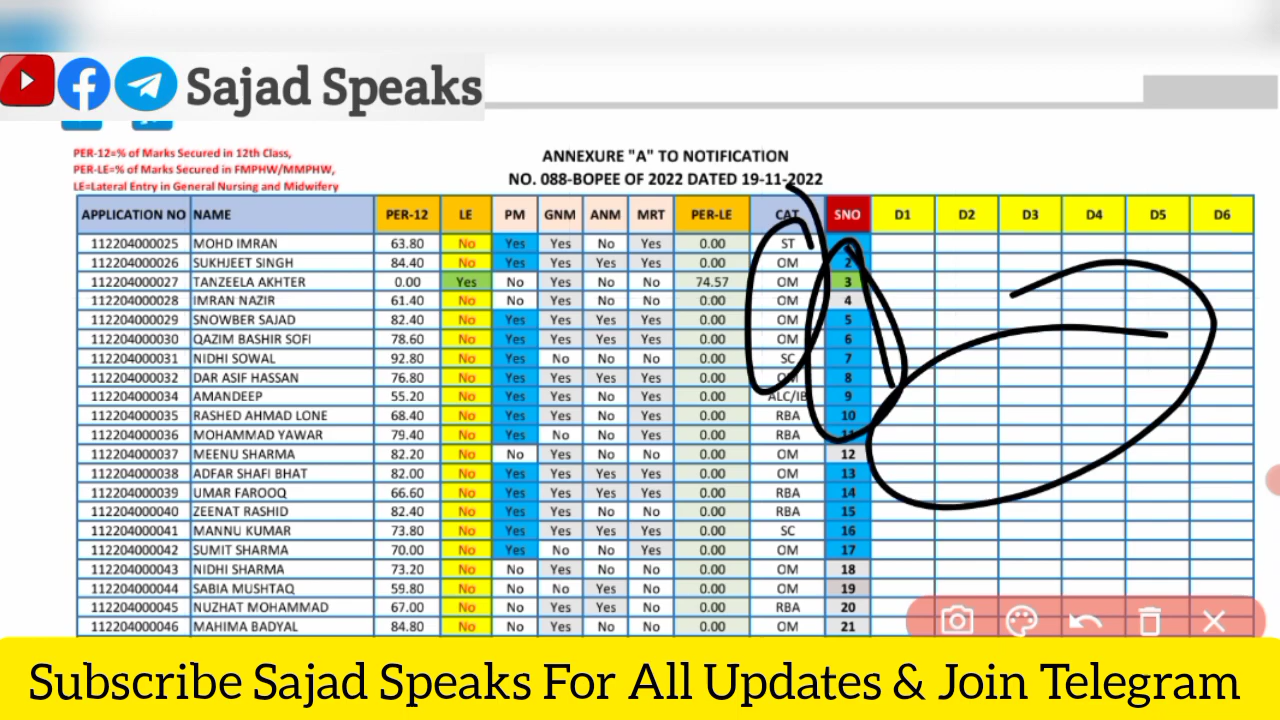 Sajad Speaks
PER-12=% of Marks Secured in 12th Class,
PER-LE=% of Marks Secured in FMPHW/MMPHW,
LE=Lateral Entry in General Nursing and Midwifery
ANNEXURE "A" TO NOTIFICATION
NO. 088-BOPEE OF 2022 DATED 19-11-2022
APPLICATION NO NAME PER-12 LE PM GNM ANM MRT PER-LE CAT SNO D1 D2 D3 D4 D5 D6
112204000025 MOHD IMRAN 63.80 No Yes Yes No Yes 0.00 ST
112204000026 SUKHJEET SINGH 84.40 No Yes Yes Yes Yes 0.00 OM 2
112204000027 TANZEELA AKHTER 0.00 Yes No Yes No No 74.57 OM 3
112204000028 IMRAN NAZIR 61.40 No No Yes No No 0.00 OM 4
112204000029 SNOWBER SAJAD 82.40 No Yes Yes Yes Yes 0.00 OM 5
112204000030 QAZIM BASHIR SOFI 78.60 No Yes Yes Yes Yes 0.00 OM 6
112204000031 NIDHI SOWAL 92.80 No Yes No No No 0.00 SC 7
112204000032 DAR ASIF HASSAN 76.80 No Yes Yes Yes Yes 0.00 OM 8
112204000034 AMANDEEP 55.20 No Yes Yes No Yes 0.00 ALC/IB 9
112204000035 RASHED AHMAD LONE 68.40 No Yes Yes No Yes 0.00 RBA 10
112204000036 MOHAMMAD YAWAR 79.40 No Yes No No Yes 0.00 RBA 11
112204000037 MEENU SHARMA 82.20 No No Yes No No 0.00 OM 12
112204000038 ADFAR SHAFI BHAT 82.00 No Yes Yes Yes Yes 0.00 OM 13
112204000039 UMAR FAROOQ 66.60 No Yes Yes Yes Yes 0.00 RBA 14
112204000040 ZEENAT RASHID 82.40 No Yes Yes No No 0.00 RBA 15
112204000041 MANNU KUMAR 73.80 No Yes Yes Yes Yes 0.00 SC 16
112204000042 SUMIT SHARMA 70.00 No Yes No No Yes 0.00 OM 17
112204000043 NIDHI SHARMA 73.20 No No Yes No No 0.00 OM 18
112204000044 SABIA MUSHTAQ 59.80 No No No Yes No 0.00 OM 19
112204000045 NUZHAT MOHAMMAD 67.00 No No Yes Yes No 0.00 RBA 20
112204000046 MAHIMA BADYAL 84.80 No No Yes No No 0.00 OM 21
Subscribe Sajad Speaks For All Updates & Join Telegram